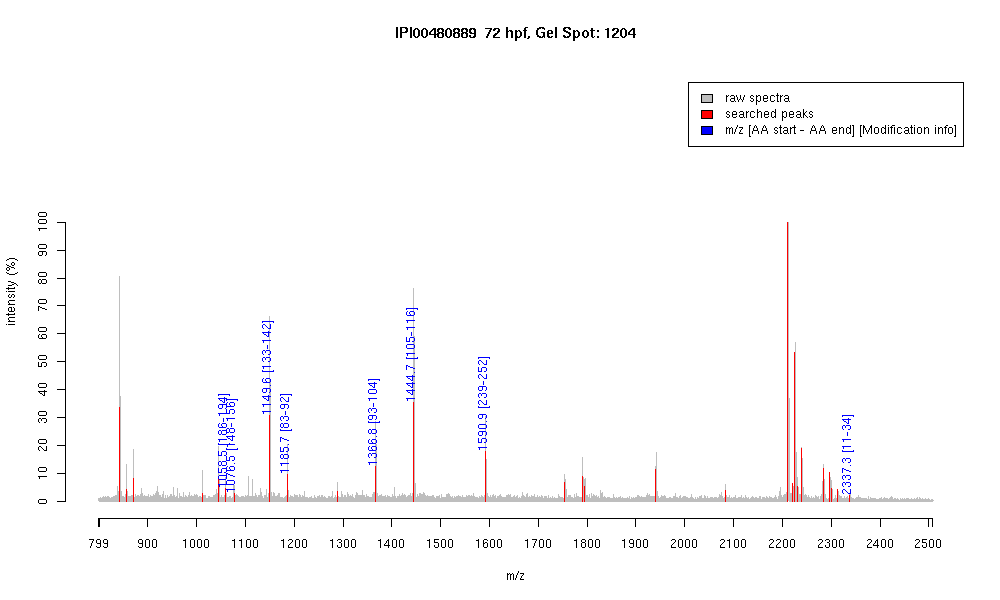 IPI00480889 72 hpf, Gel Spot: 1204
raw spectra
searched peaks
m/z [AA start - AA end] [Modification info]
intensity (%)
100
90
80
70
60
50
40
30
20
10
0
1058.5 [186-194]
1076.5 [148-156]
1149.6 [133-142]
1185.7 [83-92]
1366.8 [93-104]
1444.7 [105-116]
1590.9 [239-252]
2337.3 [11-34]
799 900 1000 1100 1200 1300 1400 1500 1600 1700 1800 1900 2000 2100 2200 2300 2400 2500
m/z